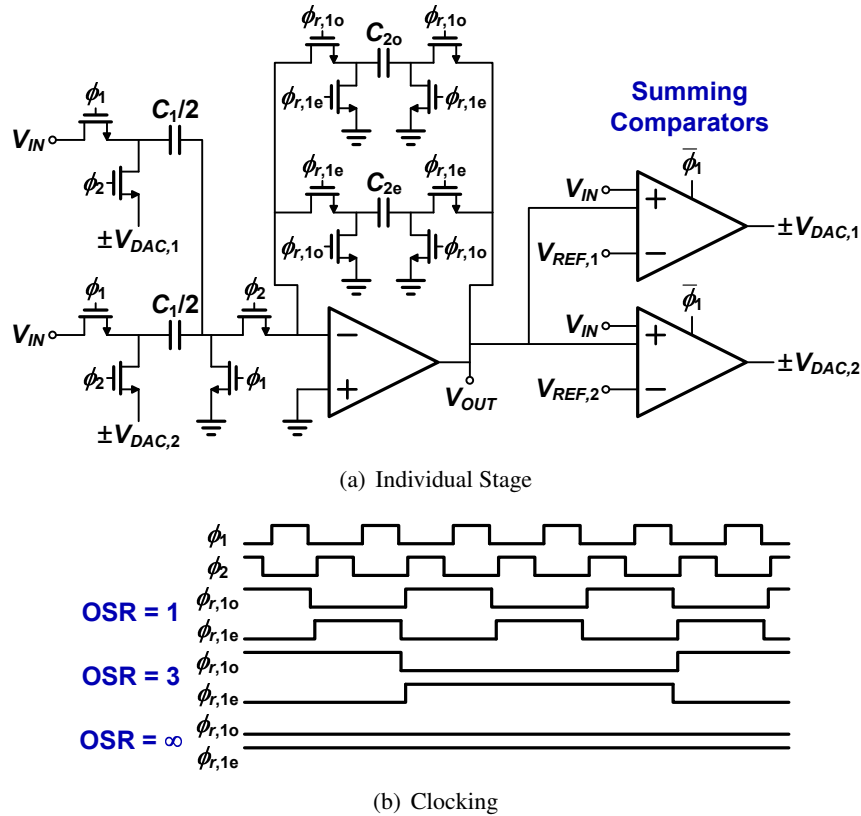 ϕr,1o C2o ϕr,1o
ϕr,1e ϕr,1e
ϕ1 C1/2
VIN
ϕ2
±VDAC,1
ϕr,1e C2e ϕr,1e
ϕr,1o ϕr,1o
Summing
Comparators
ϕ̅1
VIN + ±VDAC,1
VREF,1 −
ϕ1 C1/2 ϕ2
VIN
ϕ2 ϕ1
±VDAC,2
−
+
VOUT
ϕ̅1
VIN + ±VDAC,2
VREF,2 −
(a) Individual Stage
ϕ1
ϕ2
OSR = 1 ϕr,1o
ϕr,1e
OSR = 3 ϕr,1o
ϕr,1e
OSR = ∞ ϕr,1o
ϕr,1e
(b) Clocking